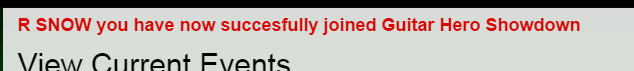 R SNOW you have now succesfully joined Guitar Hero Showdown
View Current Events